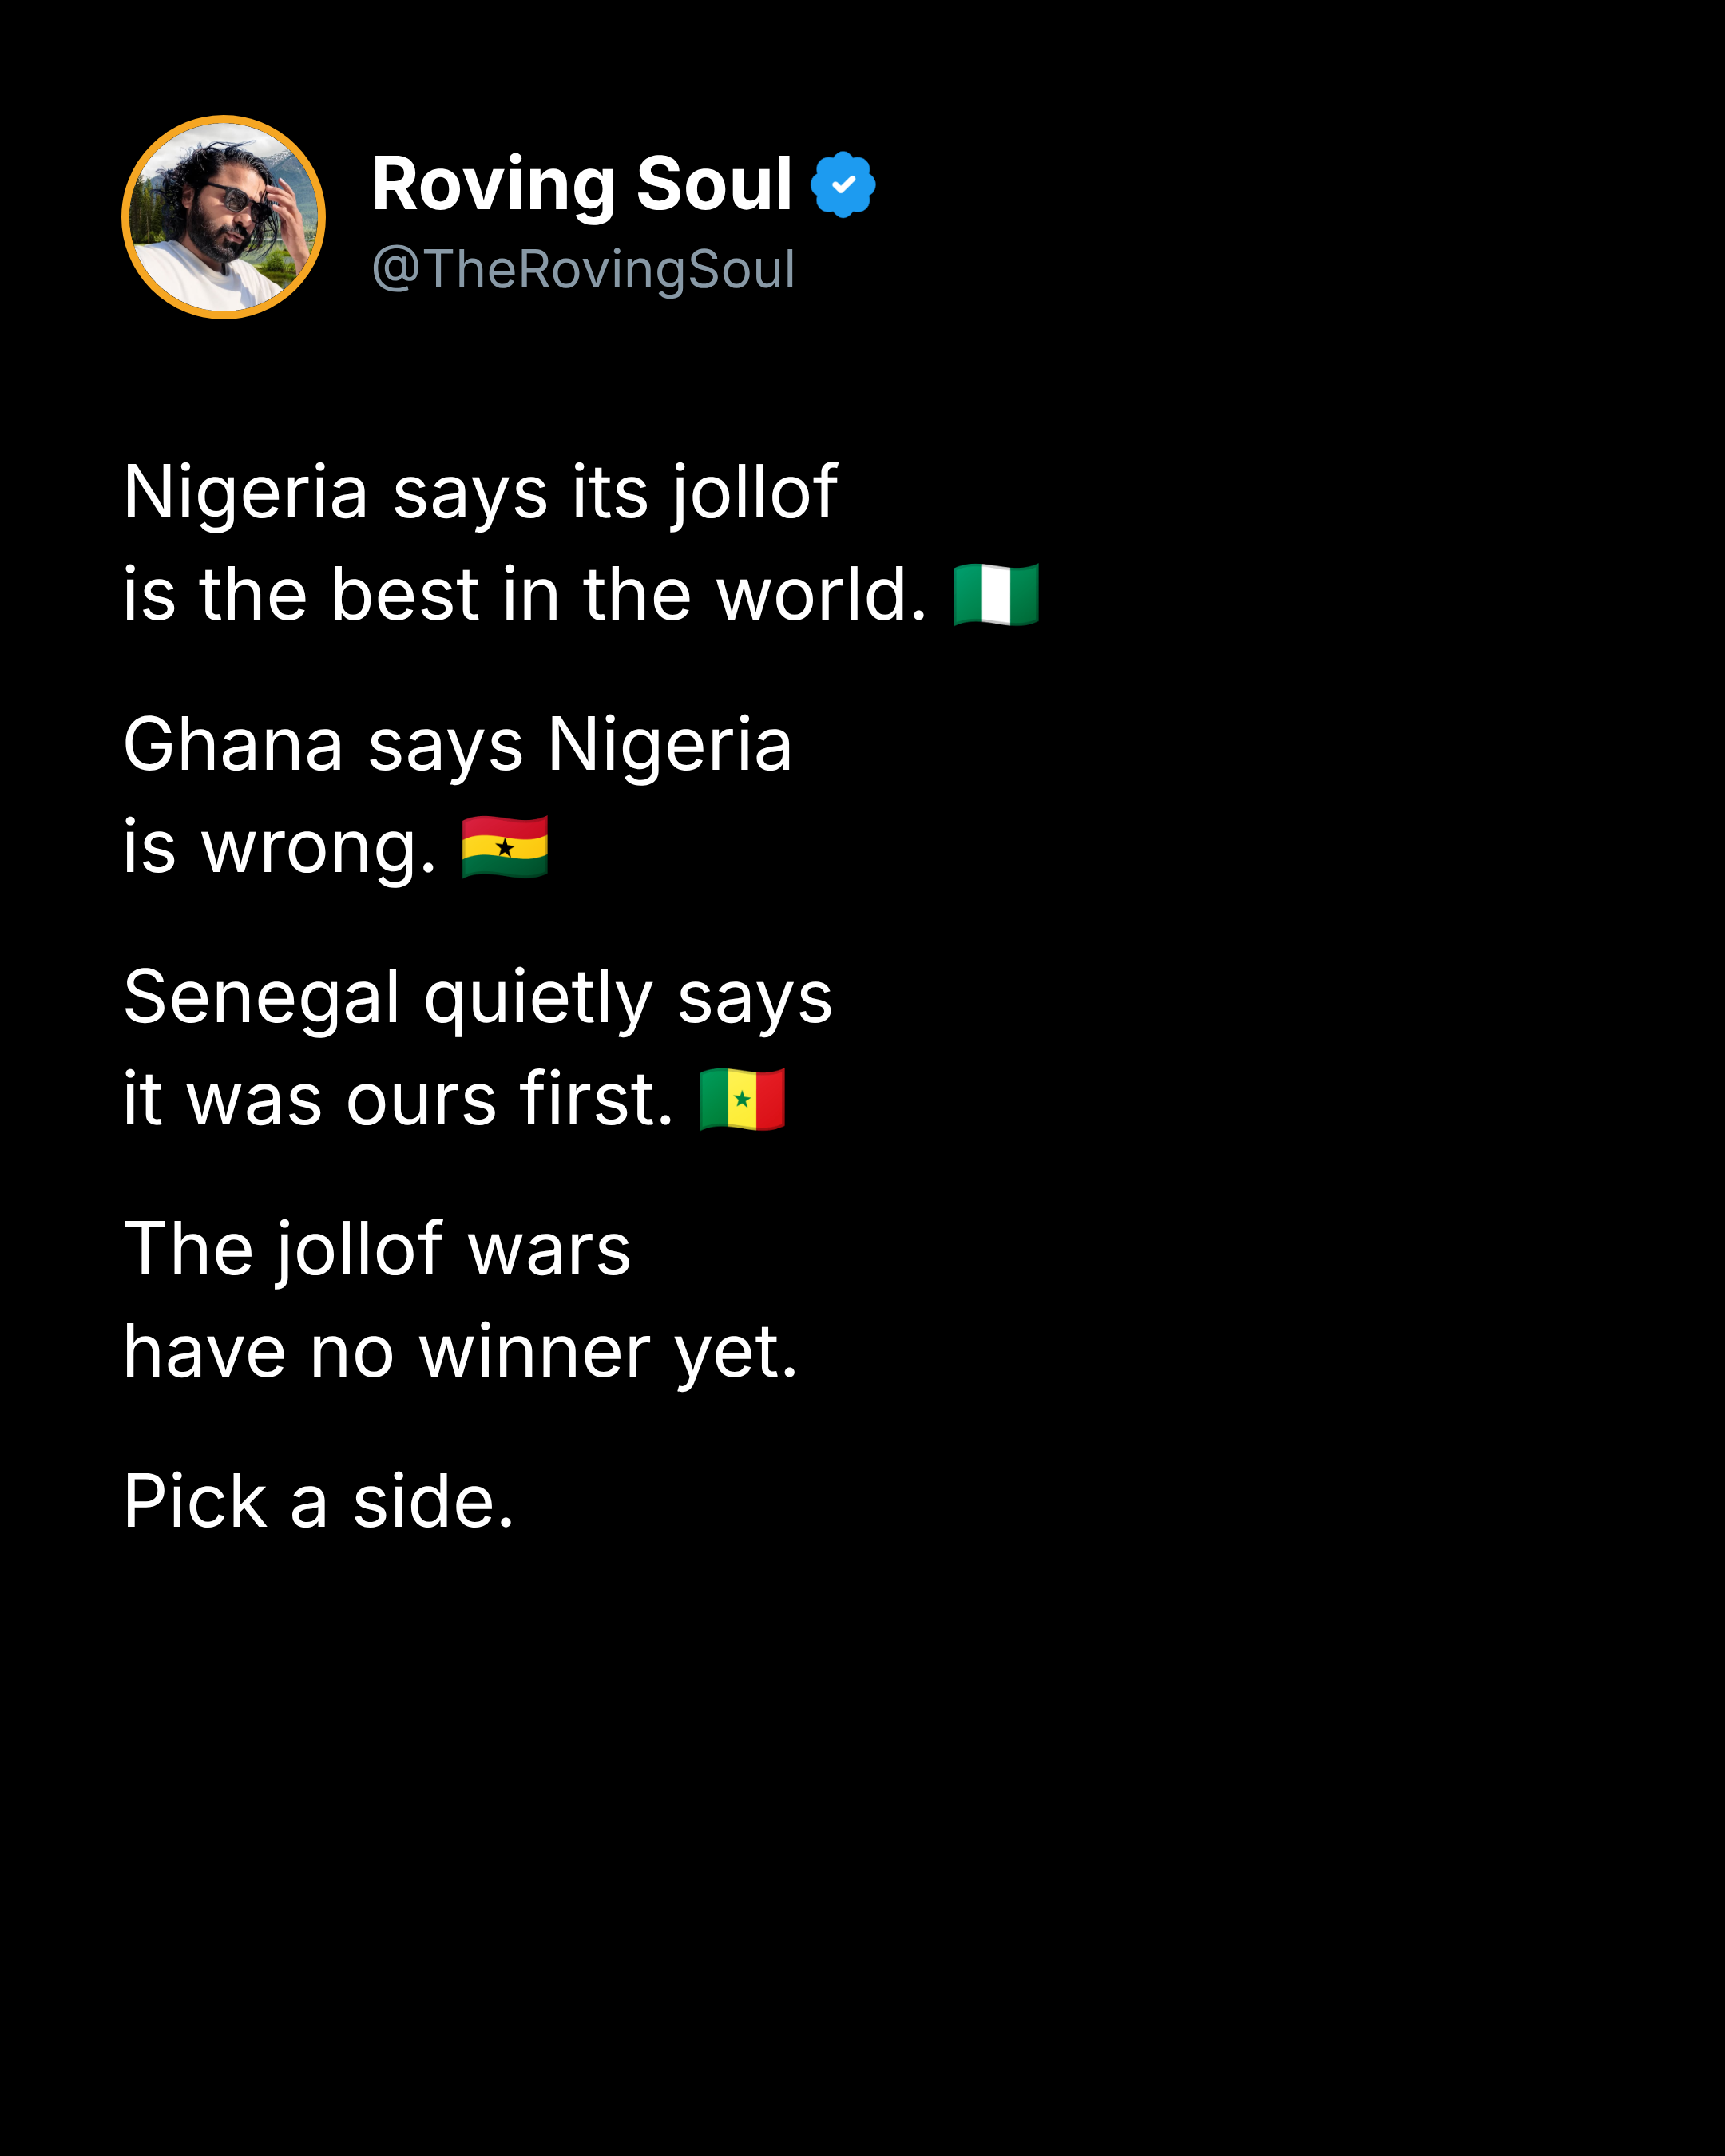 Roving Soul
@TheRovingSoul
Nigeria says its jollof
is the best in the world. 🇳🇬
Ghana says Nigeria
is wrong. 🇬🇭
Senegal quietly says
it was ours first. 🇸🇳
The jollof wars
have no winner yet.
Pick a side.